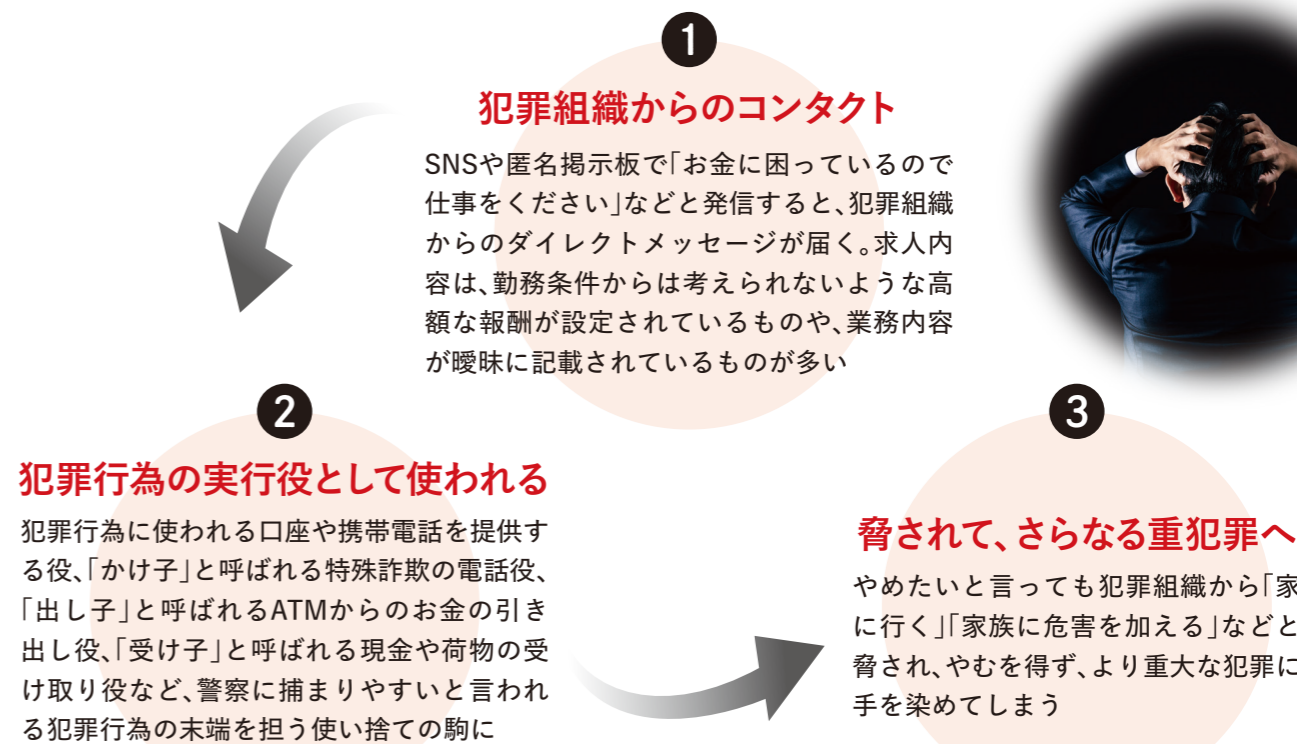 1
犯罪組織からのコンタクト
SNSや匿名掲示板で「お金に困っているので
仕事をください」などと発信すると、犯罪組織
からのダイレクトメッセージが届く。求人内
容は、勤務条件からは考えられないような高
額な報酬が設定されているものや、業務内容
が曖昧に記載されているものが多い
2
犯罪行為の実行役として使われる
犯罪行為に使われる口座や携帯電話を提供す
る役、「かけ子」と呼ばれる特殊詐欺の電話役、
「出し子」と呼ばれるATMからのお金の引き
出し役、「受け子」と呼ばれる現金や荷物の受
け取り役など、警察に捕まりやすいと言われ
る犯罪行為の末端を担う使い捨ての駒に
3
脅されて、さらなる重犯罪へ
やめたいと言っても犯罪組織から「家
に行く」「家族に危害を加える」などと
脅され、やむを得ず、より重大な犯罪に
手を染めてしまう